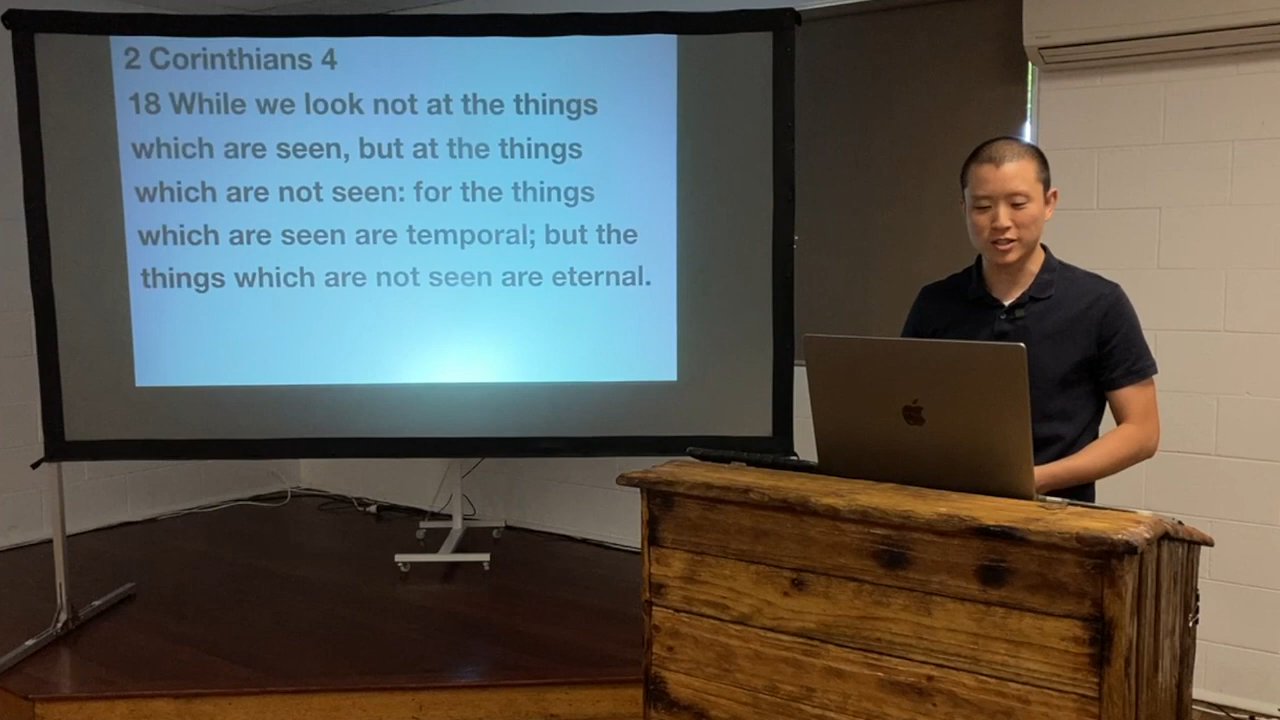 2 Corinthians 4
18 While we look not at the things
which are seen, but at the things
which are not seen: for the things
which are seen are temporal; but the
things which are not seen are eternal.